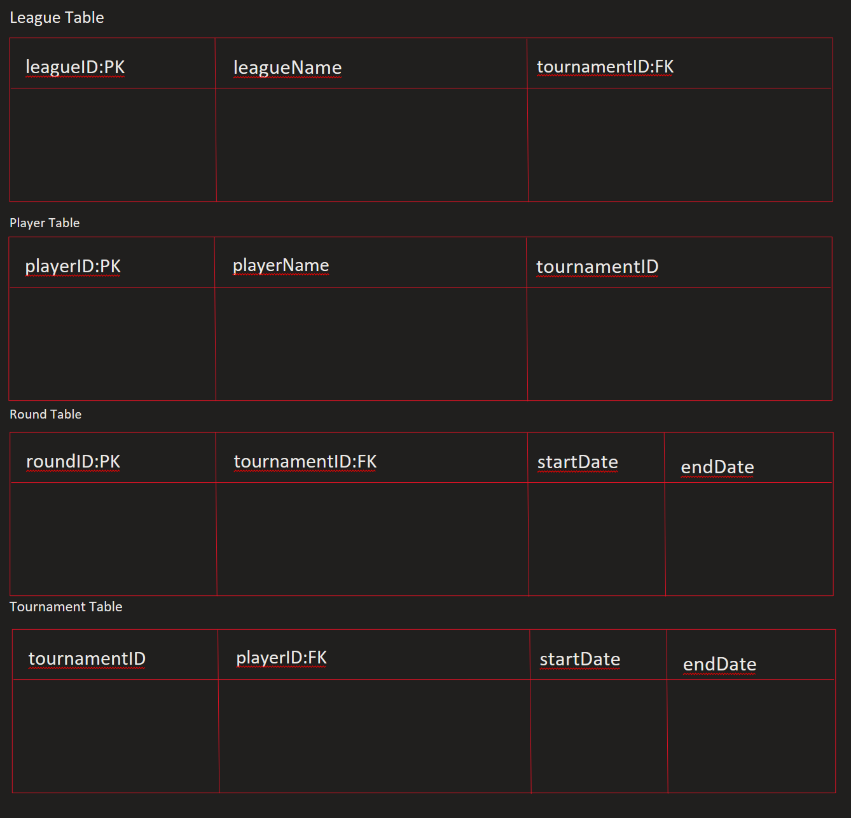 League Table
leagueID:PK leagueName tournamentID:FK
Player Table
playerID:PK playerName tournamentID
Round Table
roundID:PK tournamentID:FK startDate endDate
Tournament Table
tournamentID playerID:FK startDate endDate